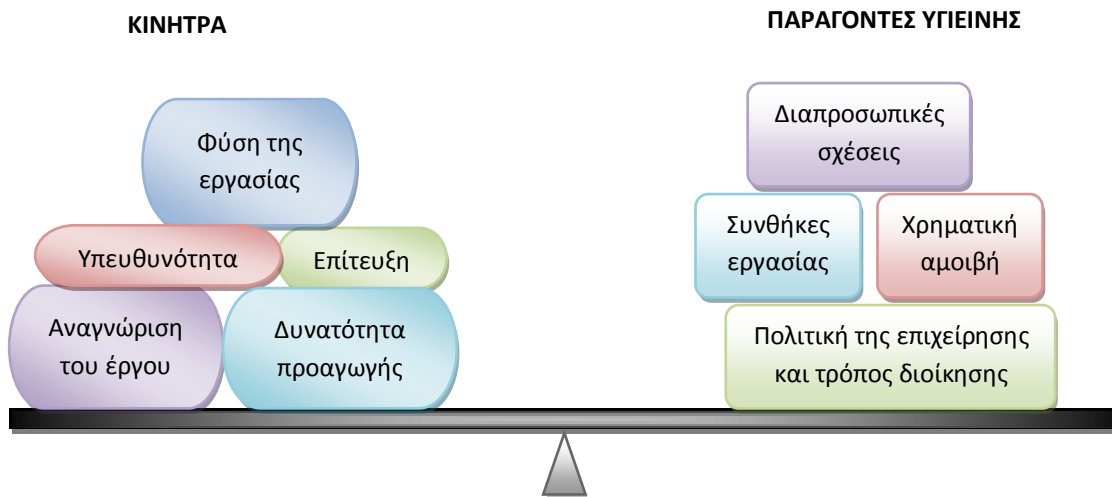 ΚΙΝΗΤΡΑ
Φύση της
εργασίας
Υπευθυνότητα
Επίτευξη
Αναγνώριση
του έργου
Δυνατότητα
προαγωγής
ΠΑΡΑΓΟΝΤΕΣ ΥΓΙΕΙΝΗΣ
Διαπροσωπικές
σχέσεις
Συνθήκες
εργασίας
Χρηματική
αμοιβή
Πολιτική της επιχείρησης
και τρόπος διοίκησης